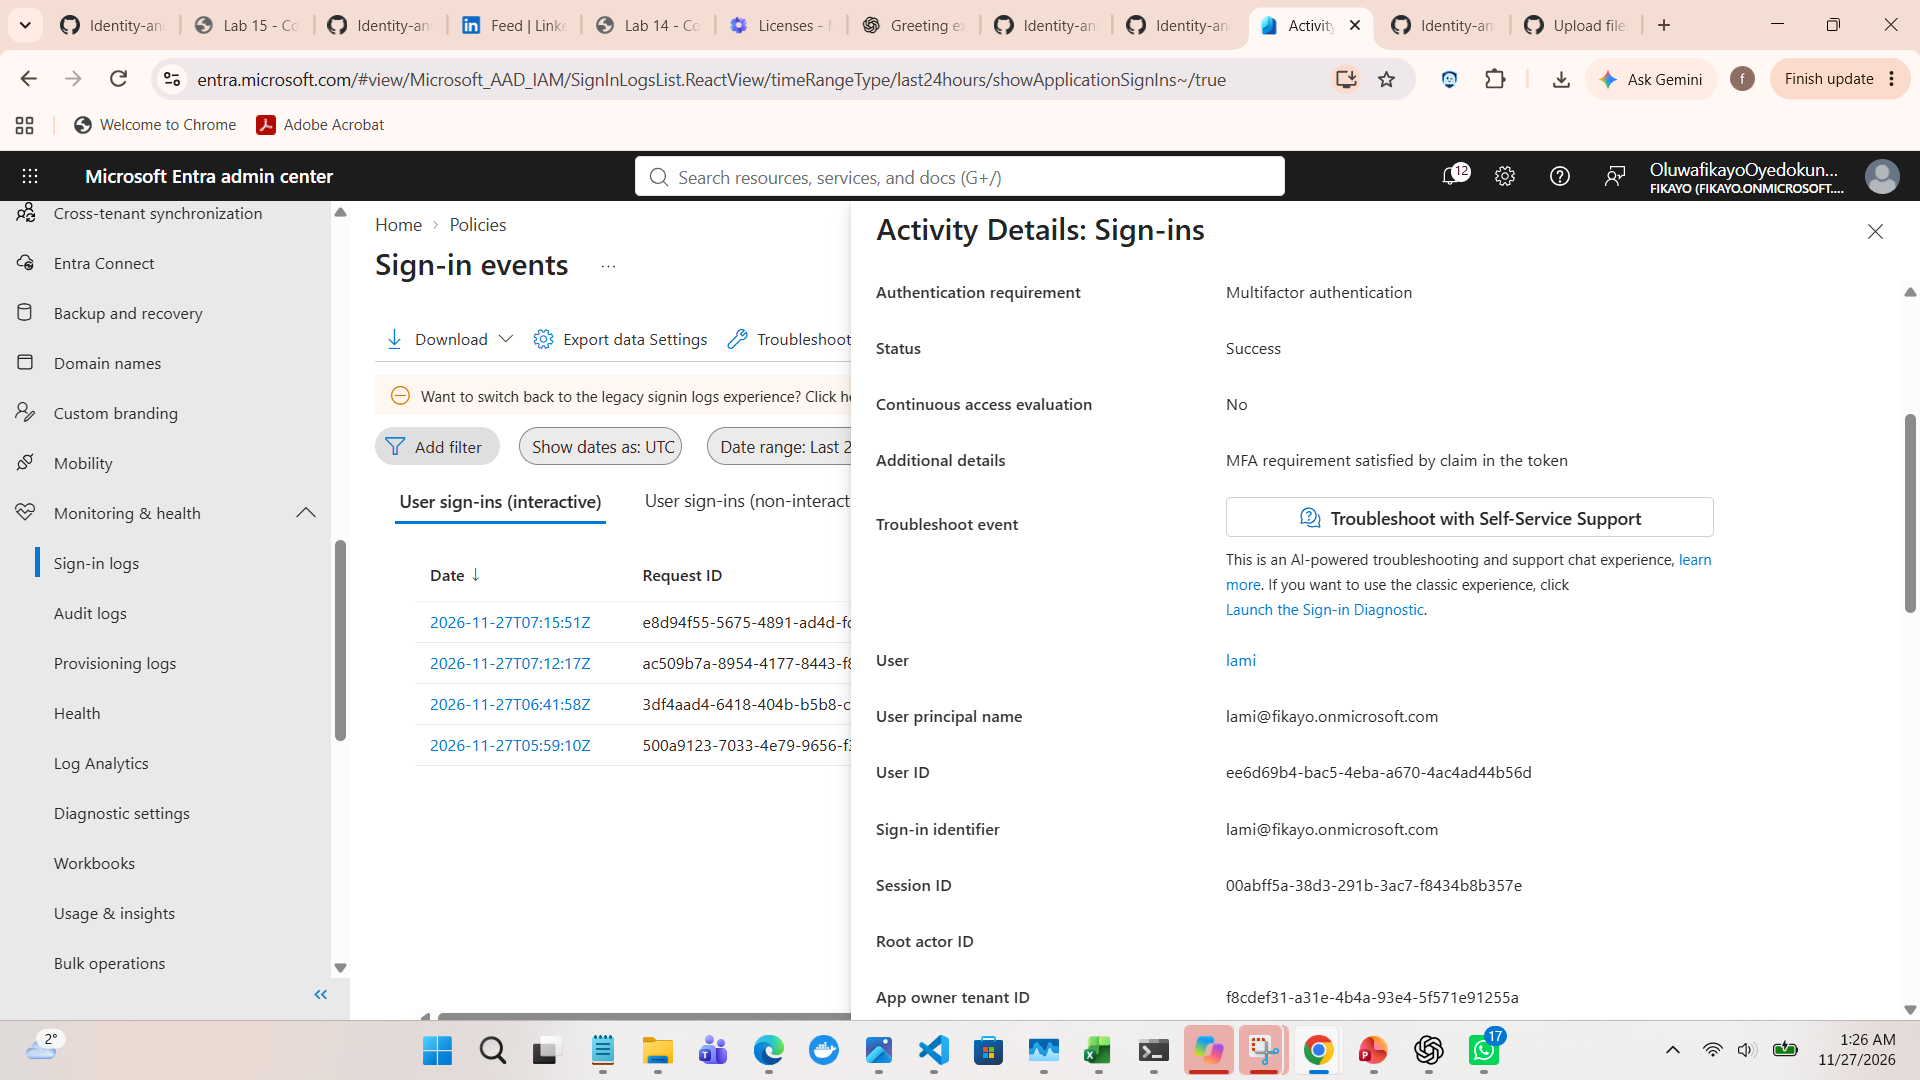 Identity-an
Lab 15 - Co
Identity-an
Feed | Linke
Lab 14 - Co
Licenses - M
Greeting ex
Identity-an
Identity-an
Activity
Identity-an
Upload file
entra.microsoft.com/#view/Microsoft_AAD_IAM/SignInLogsList.ReactView/timeRangeType/last24hours/showApplicationSignIns~/true
Ask Gemini
f
Finish update
Welcome to Chrome
Adobe Acrobat
Microsoft Entra admin center
Search resources, services, and docs (G+/)
12
OluwafikayoOyedokun...
FIKAYO (FIKAYO.ONMICROSOFT....
Cross-tenant synchronization
Entra Connect
Backup and recovery
Domain names
Custom branding
Mobility
Monitoring & health
Sign-in logs
Audit logs
Provisioning logs
Health
Log Analytics
Diagnostic settings
Workbooks
Usage & insights
Bulk operations
Home > Policies
Sign-in events ...
Download
Export data Settings
Troubleshoot
Want to switch back to the legacy signin logs experience? Click he
Add filter
Show dates as: UTC
Date range: Last 2
User sign-ins (interactive)
User sign-ins (non-interact
Date ↓
Request ID
2026-11-27T07:15:51Z e8d94f55-5675-4891-ad4d-fc
2026-11-27T07:12:17Z ac509b7a-8954-4177-8443-f8
2026-11-27T06:41:58Z 3df4aad4-6418-404b-b5b8-c
2026-11-27T05:59:10Z 500a9123-7033-4e79-9656-f3
Activity Details: Sign-ins
Authentication requirement Multifactor authentication
Status Success
Continuous access evaluation No
Additional details MFA requirement satisfied by claim in the token
Troubleshoot event
Troubleshoot with Self-Service Support
This is an AI-powered troubleshooting and support chat experience, learn
more. If you want to use the classic experience, click
Launch the Sign-in Diagnostic.
User lami
User principal name lami@fikayo.onmicrosoft.com
User ID ee6d69b4-bac5-4eba-a670-4ac4ad44b56d
Sign-in identifier lami@fikayo.onmicrosoft.com
Session ID 00abff5a-38d3-291b-3ac7-f8434b8b357e
Root actor ID
App owner tenant ID f8cdef31-a31e-4b4a-93e4-5f571e91255a
2°
17
1:26 AM
11/27/2026